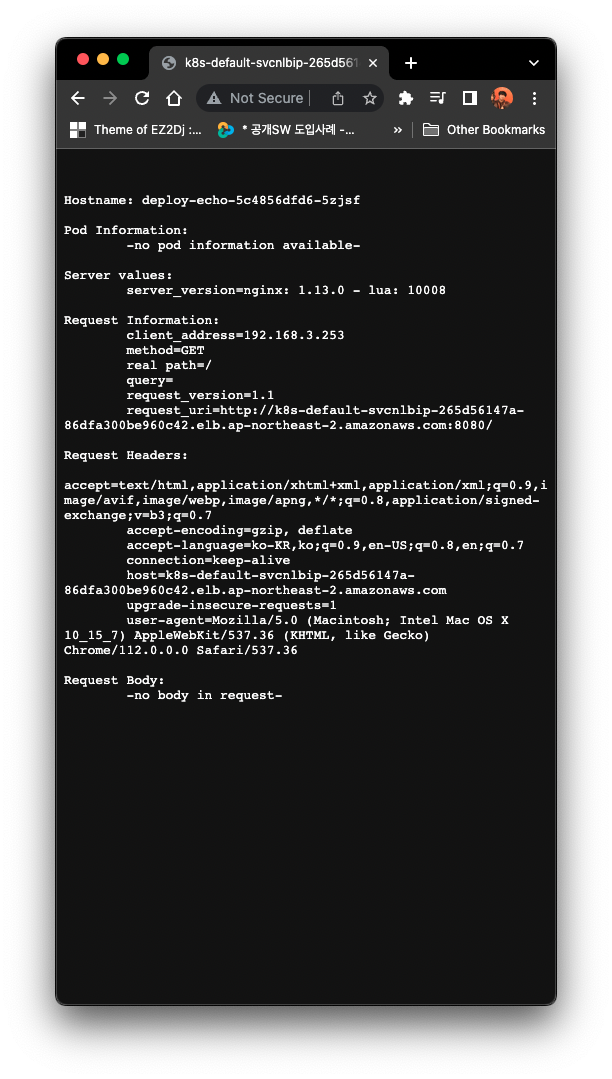 k8s-default-svcnlbip-265d561
Not Secure
Theme of EZ2Dj :... * 공개SW 도입사례 -... » Other Bookmarks
Hostname: deploy-echo-5c4856dfd6-5zjsf
Pod Information:
-no pod information available-
Server values:
server_version=nginx: 1.13.0 - lua: 10008
Request Information:
client_address=192.168.3.253
method=GET
real path=/
query=
request_version=1.1
request_uri=http://k8s-default-svcnlbip-265d56147a-
86dfa300be960c42.elb.ap-northeast-2.amazonaws.com:8080/
Request Headers:
accept=text/html,application/xhtml+xml,application/xml;q=0.9,i
mage/avif,image/webp,image/apng,*/*;q=0.8,application/signed-
exchange;v=b3;q=0.7
accept-encoding=gzip, deflate
accept-language=ko-KR,ko;q=0.9,en-US;q=0.8,en;q=0.7
connection=keep-alive
host=k8s-default-svcnlbip-265d56147a-
86dfa300be960c42.elb.ap-northeast-2.amazonaws.com
upgrade-insecure-requests=1
user-agent=Mozilla/5.0 (Macintosh; Intel Mac OS X
10_15_7) AppleWebKit/537.36 (KHTML, like Gecko)
Chrome/112.0.0.0 Safari/537.36
Request Body:
-no body in request-